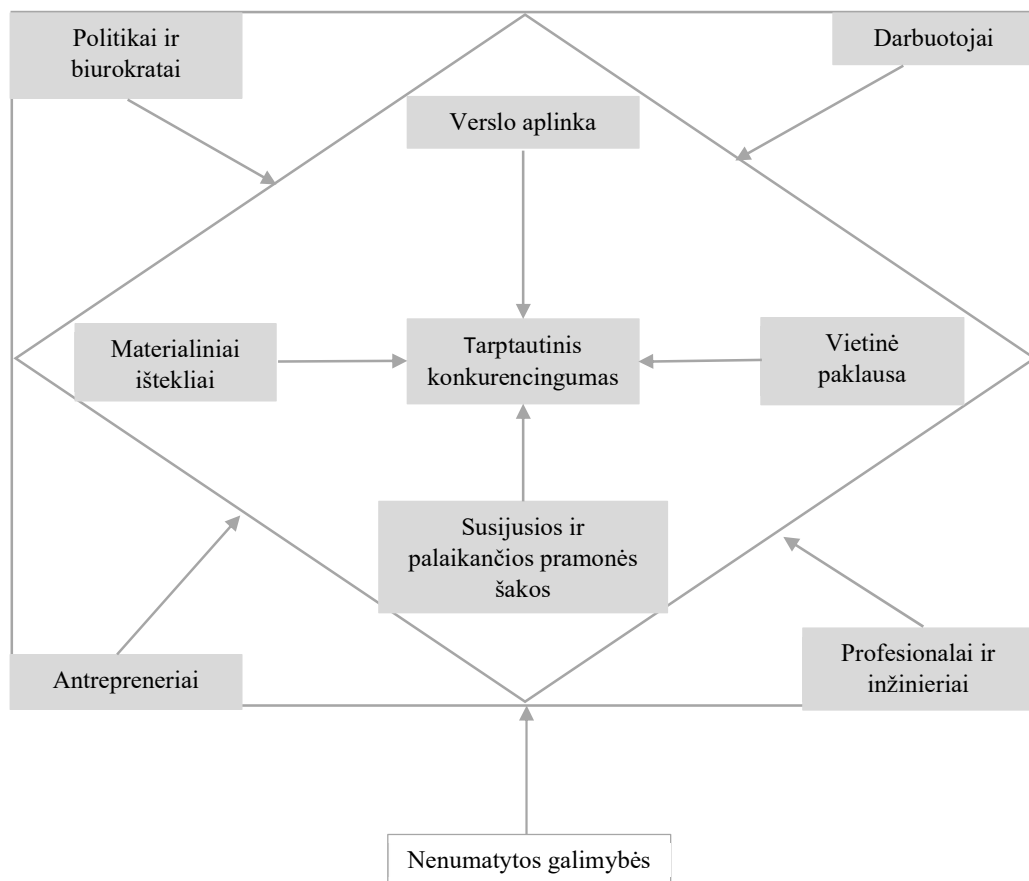 Politikai ir
biurokratai
Darbuotojai
Verslo aplinka
Materialiniai
ištekliai
Tarptautinis
konkurencingumas
Vietinė
paklausa
Susijusios ir
palaikančios pramonės
šakos
Antrepreneriai
Profesionalai ir
inžinieriai
Nenumatytos galimybės